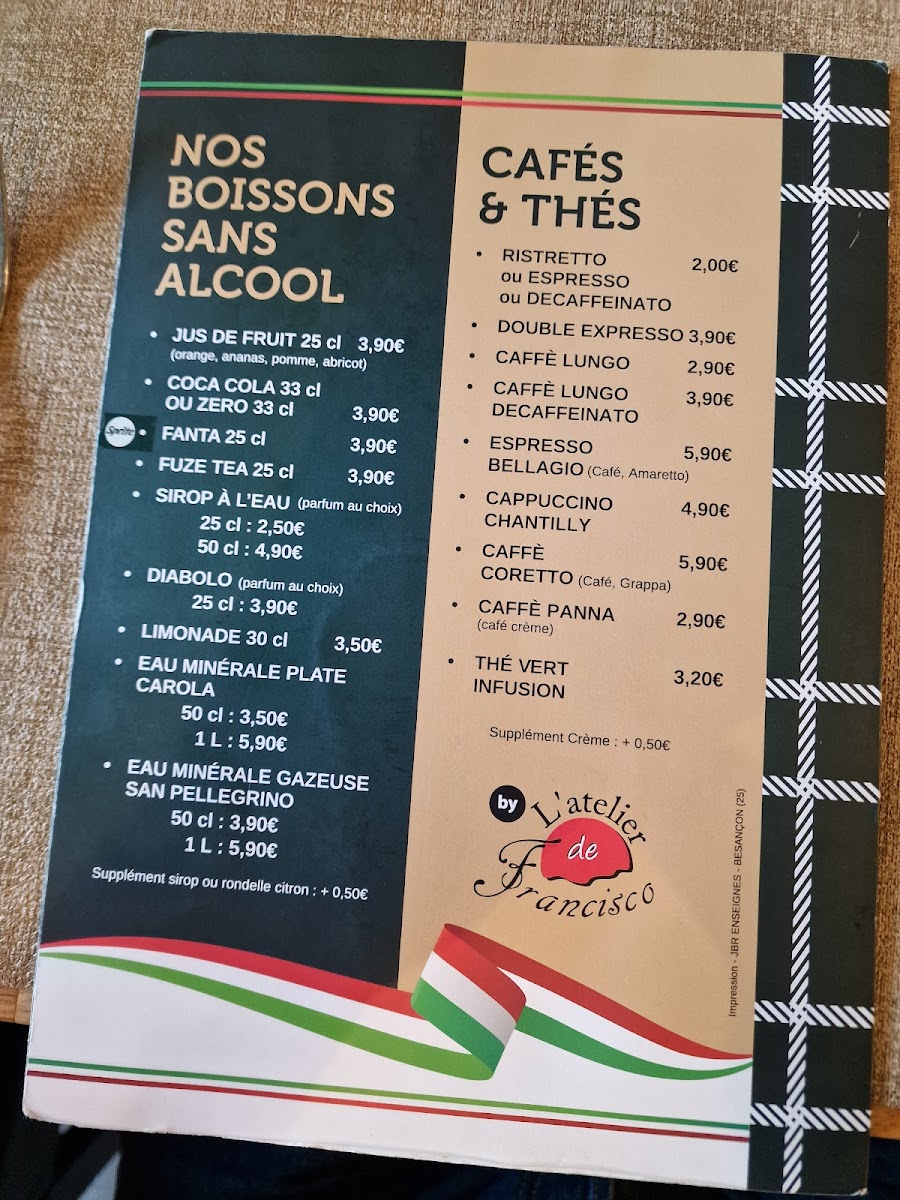 NOS
BOISSONS
SANS
ALCOOL
• JUS DE FRUIT 25 cl 3,90€
(orange, ananas, pomme, abricot)
• COCA COLA 33 cl
OU ZERO 33 cl 3,90€
Sprite • FANTA 25 cl 3,90€
• FUZE TEA 25 cl 3,90€
• SIROP À L'EAU (parfum au choix)
25 cl : 2,50€
50 cl : 4,90€
• DIABOLO (parfum au choix)
25 cl : 3,90€
• LIMONADE 30 cl 3,50€
• EAU MINÉRALE PLATE
CAROLA
50 cl : 3,50€
1 L : 5,90€
• EAU MINÉRALE GAZEUSE
SAN PELLEGRINO
50 cl : 3,90€
1 L : 5,90€
Supplément sirop ou rondelle citron : + 0,50€
CAFÉS
& THÉS
• RISTRETTO 2,00€
ou ESPRESSO
ou DECAFFEINATO
• DOUBLE EXPRESSO 3,90€
• CAFFÈ LUNGO 2,90€
• CAFFÈ LUNGO 3,90€
DECAFFEINATO
• ESPRESSO 5,90€
BELLAGIO (Café, Amaretto)
• CAPPUCCINO 4,90€
CHANTILLY
• CAFFÈ 5,90€
CORETTO (Café, Grappa)
• CAFFÈ PANNA 2,90€
(café crème)
• THÉ VERT 3,20€
INFUSION
Supplément Crème : + 0,50€
by L'atelier
de
Francisco
Impression - JBR ENSEIGNES - BESANÇON (25)